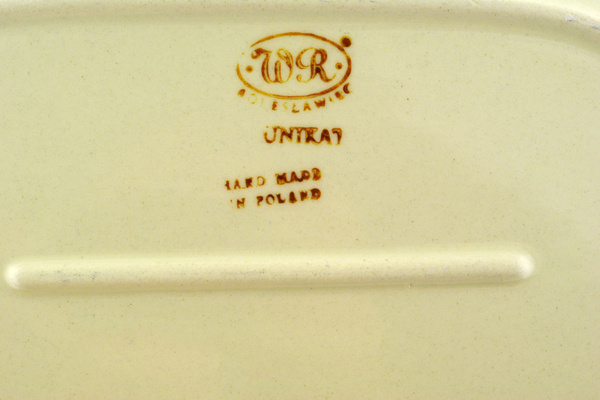 WR
BOLESLAWIEC
UNIKAT
HAND MADE
IN POLAND